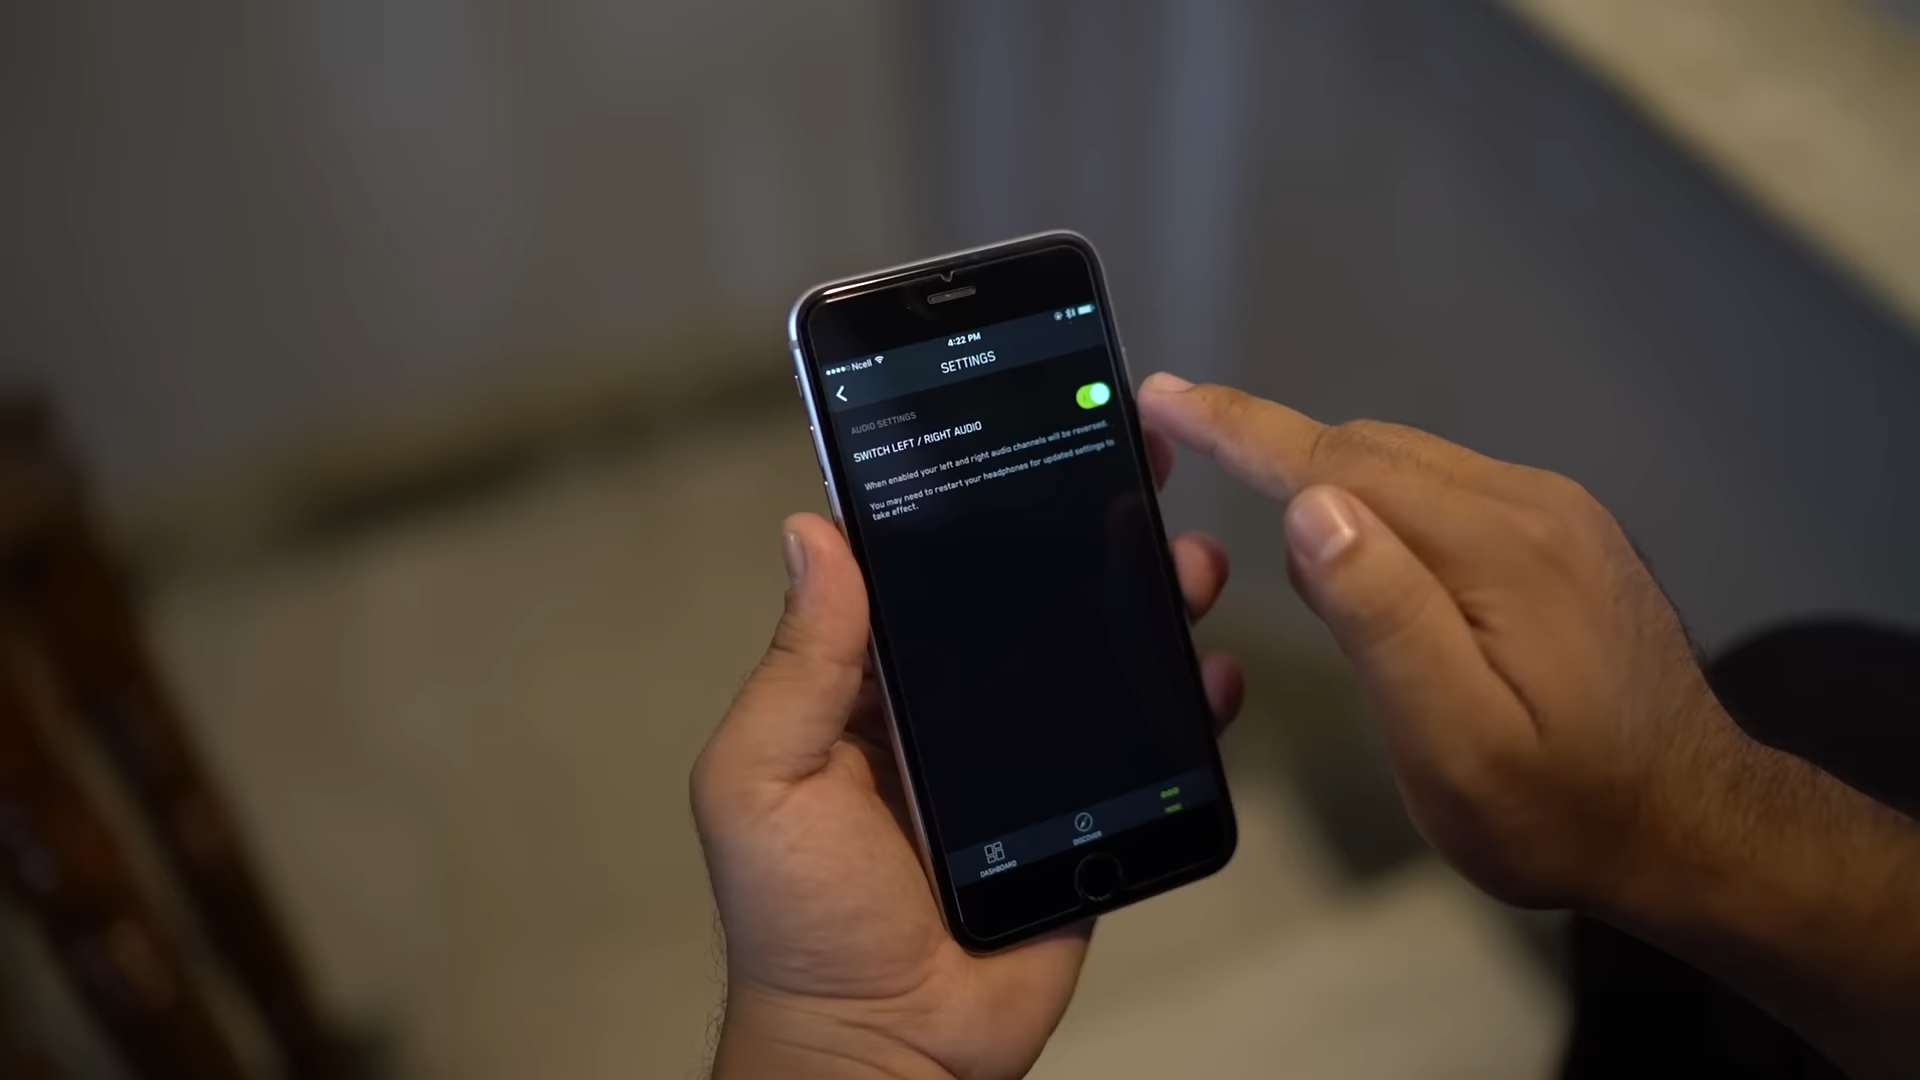 Ncell
4:22 PM
SETTINGS
AUDIO SETTINGS
SWITCH LEFT / RIGHT AUDIO
When enabled your left and right audio channels will be reversed.
You may need to restart your headphones for updated settings to
take effect.
DASHBOARD
DISCOVER
MORE